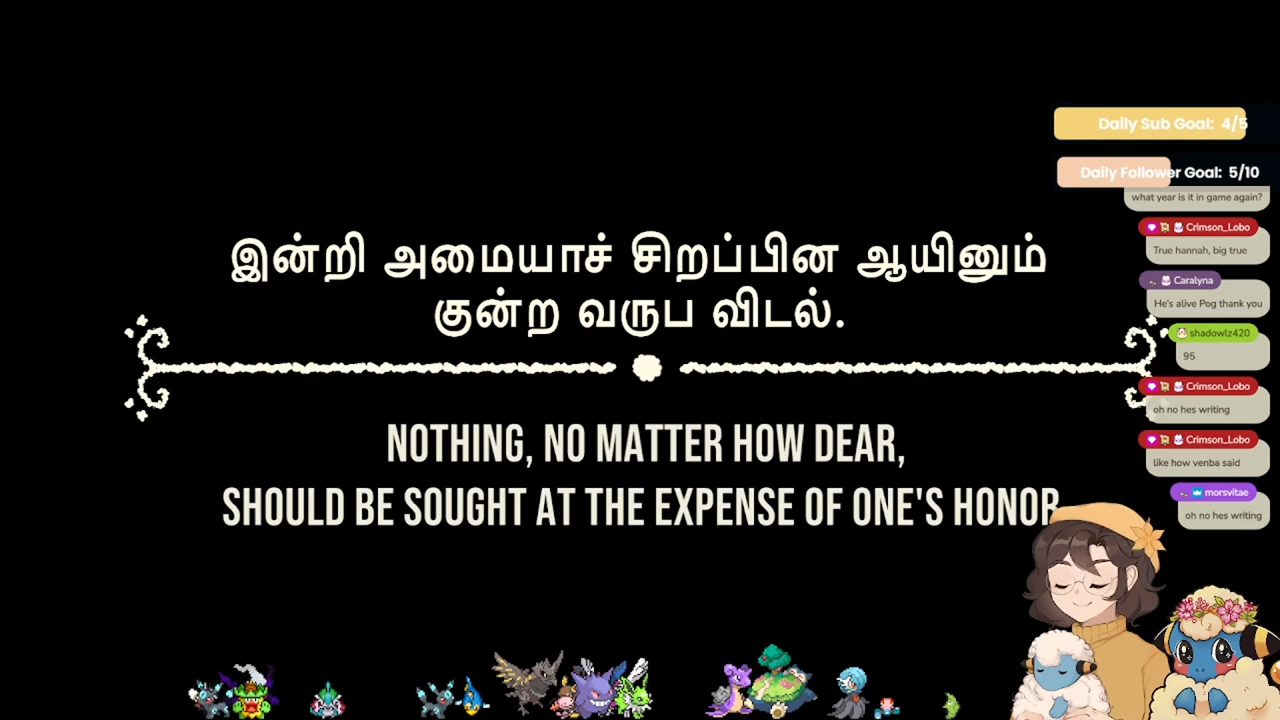 இன்றி அமையாச் சிறப்பின ஆயினும்
குன்ற வருப விடல்.
NOTHING, NO MATTER HOW DEAR,
SHOULD BE SOUGHT AT THE EXPENSE OF ONE'S HONOR
Daily Sub Goal: 4/5
Daily Follower Goal: 5/10
what year is it in game again?
Crimson_Lobo
True hannah, big true
Caralyna
He's alive Pog thank you
shadowlz420
95
Crimson_Lobo
oh no hes writing
Crimson_Lobo
like how venba said
morsvitae
oh no hes writing